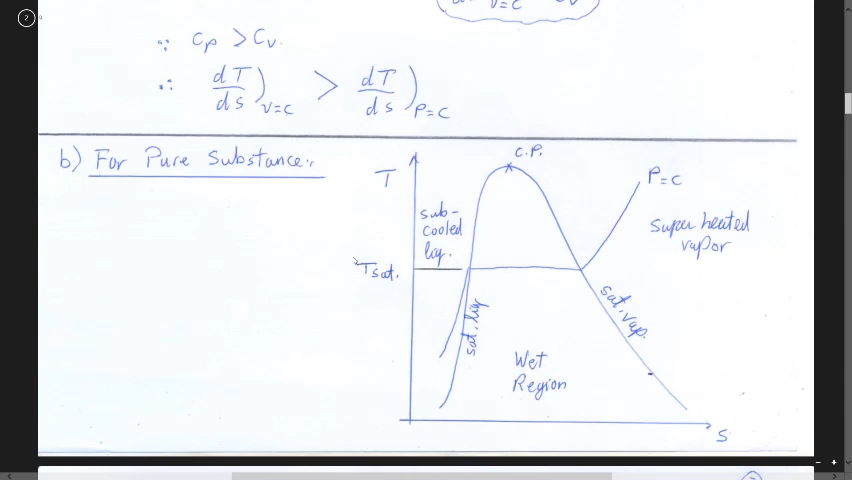 2
v=c
∵ Cp > Cv.
∴ dT/ds)v=c > dT/ds)P=c
b) For Pure Substance:
C.P.
T
P=c
sub-
cooled
liq.
Super heated
vapor
Tsat.
sat. liq
sat. vap.
Wet
Region
S